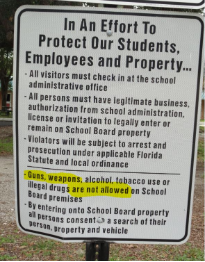 In An Effort To
Protect Our Students,
Employees and Property...
- All visitors must check in at the school
administrative office
- All persons must have legitimate business,
authorization from school administration,
license or invitation to legally enter or
remain on School Board property
- Violators will be subject to arrest and
prosecution under applicable Florida
Statute and local ordinance
- Guns, weapons, alcohol, tobacco use or
illegal drugs are not allowed on School
Board premises
- By entering onto School Board property
all persons consent a search of their
person, property and vehicle